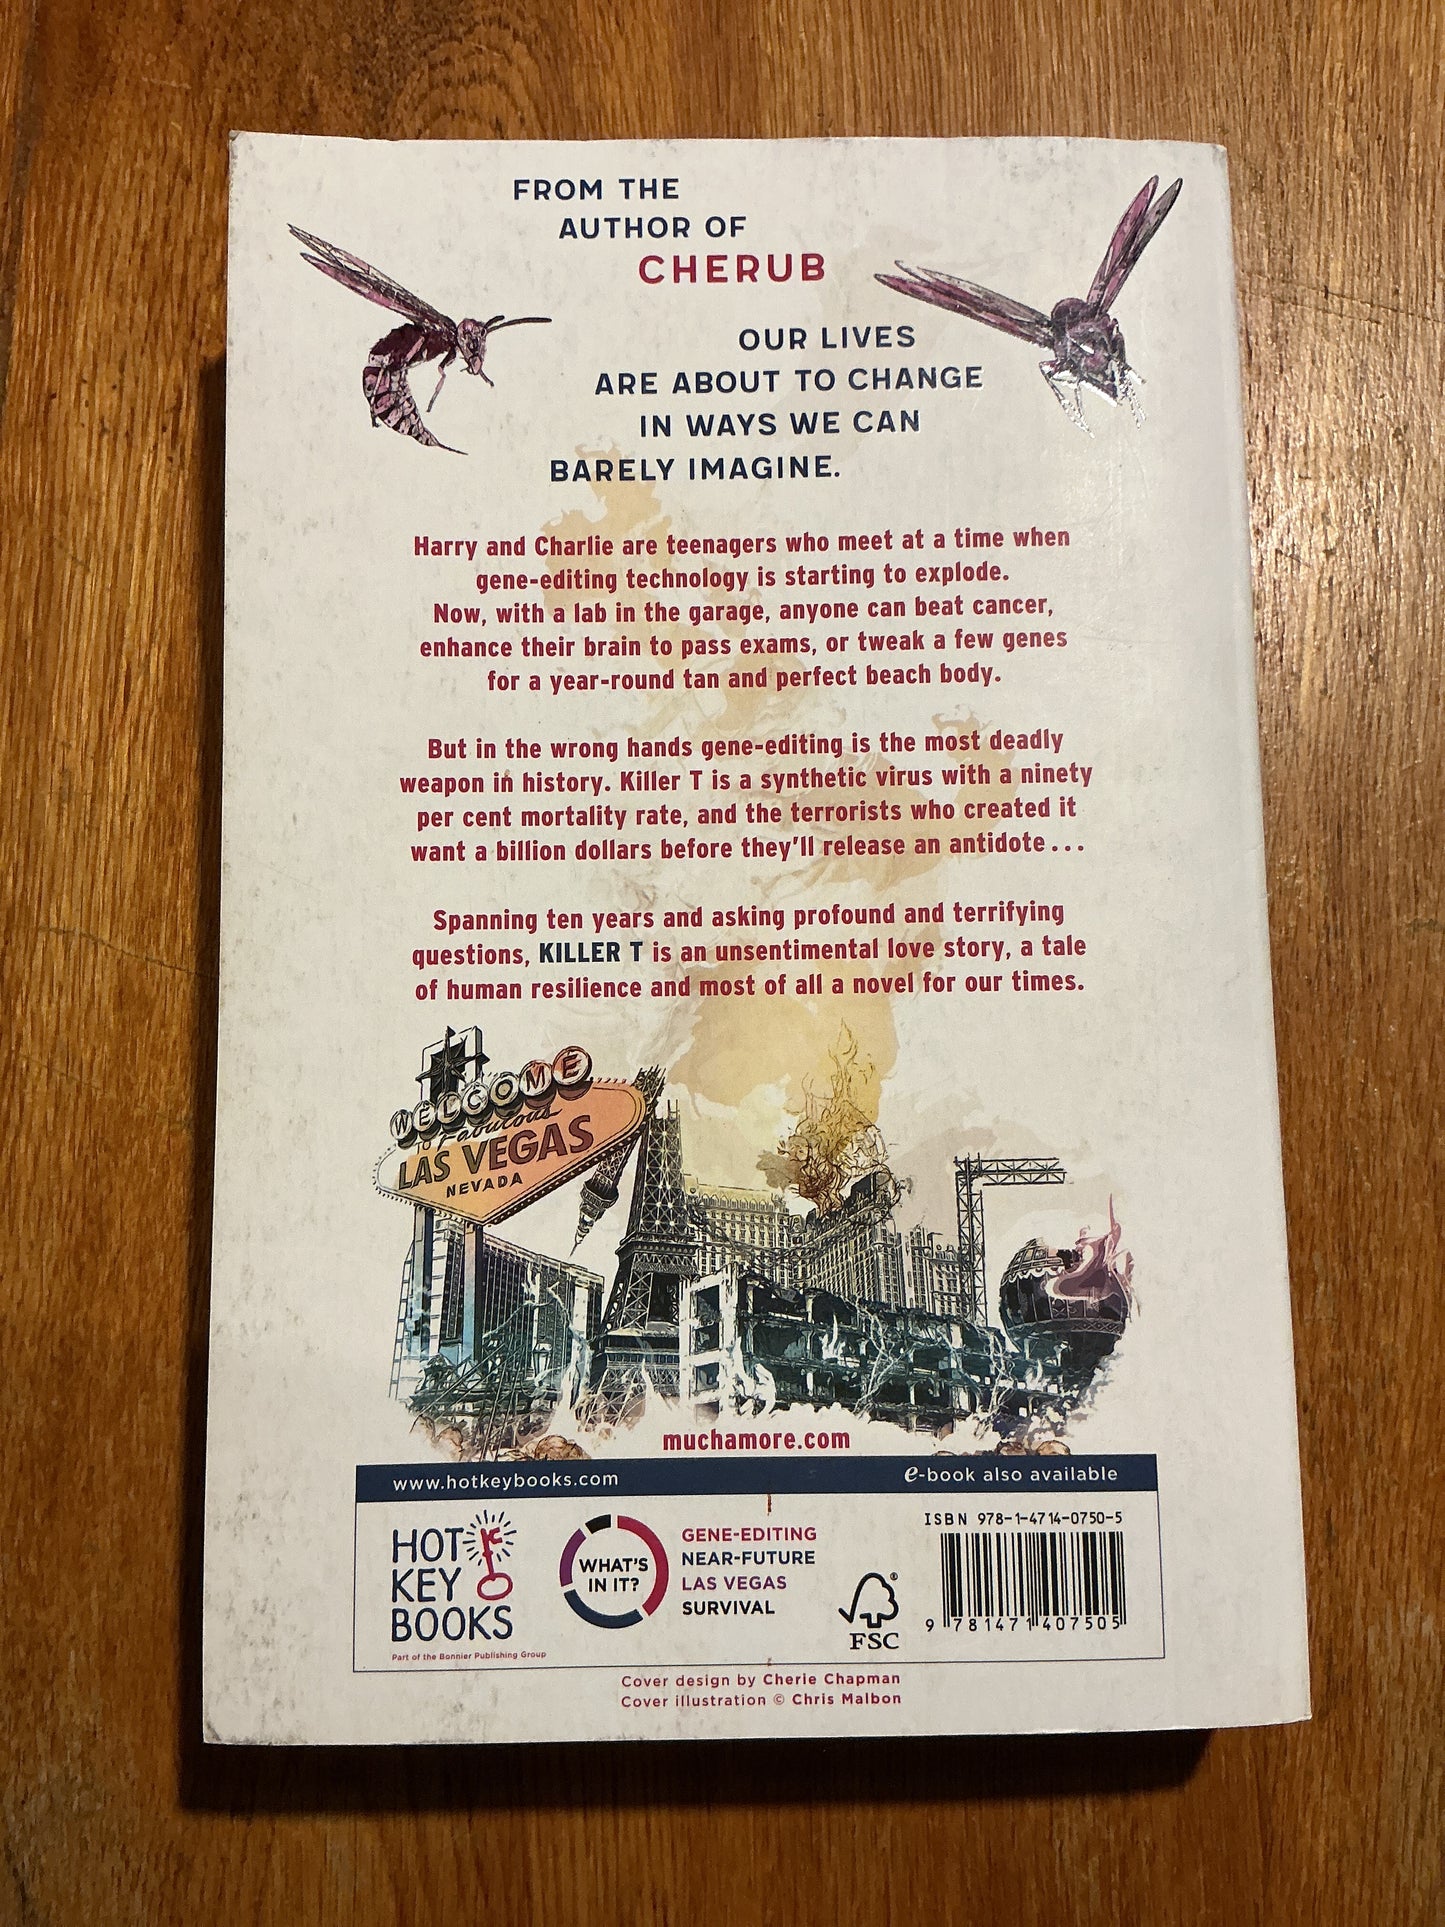 FROM THE
AUTHOR OF
CHERUB
OUR LIVES
ARE ABOUT TO CHANGE
IN WAYS WE CAN
BARELY IMAGINE.
Harry and Charlie are teenagers who meet at a time when
gene-editing technology is starting to explode.
Now, with a lab in the garage, anyone can beat cancer,
enhance their brain to pass exams, or tweak a few genes
for a year-round tan and perfect beach body.
But in the wrong hands gene-editing is the most deadly
weapon in history. Killer T is a synthetic virus with a ninety
per cent mortality rate, and the terrorists who created it
want a billion dollars before they'll release an antidote...
Spanning ten years and asking profound and terrifying
questions, KILLER T is an unsentimental love story, a tale
of human resilience and most of all a novel for our times.
WELCOME
TO Fabulous
LAS VEGAS
NEVADA
muchamore.com
www.hotkeybooks.com
e-book also available
HOT
KEY
BOOKS
Part of the Bonnier Publishing Group
WHAT'S
IN IT?
GENE-EDITING
NEAR-FUTURE
LAS VEGAS
SURVIVAL
®
FSC
ISBN 978-1-4714-0750-5
9 781471 407505
Cover design by Cherie Chapman
Cover illustration © Chris Malbon